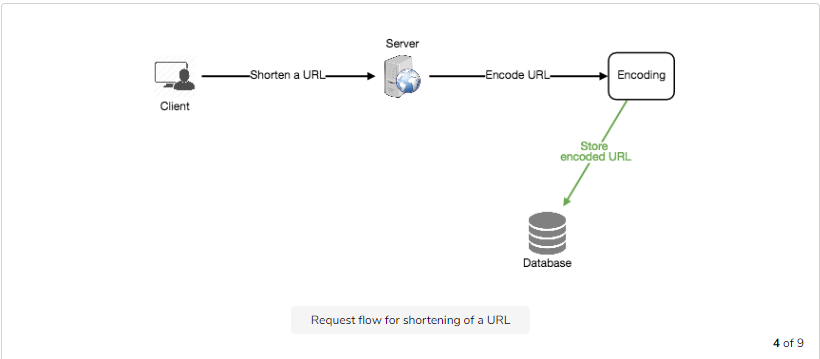 Server
Shorten a URL
Encode URL
Encoding
Client
Store
encoded URL
Database
Request flow for shortening of a URL
4 of 9